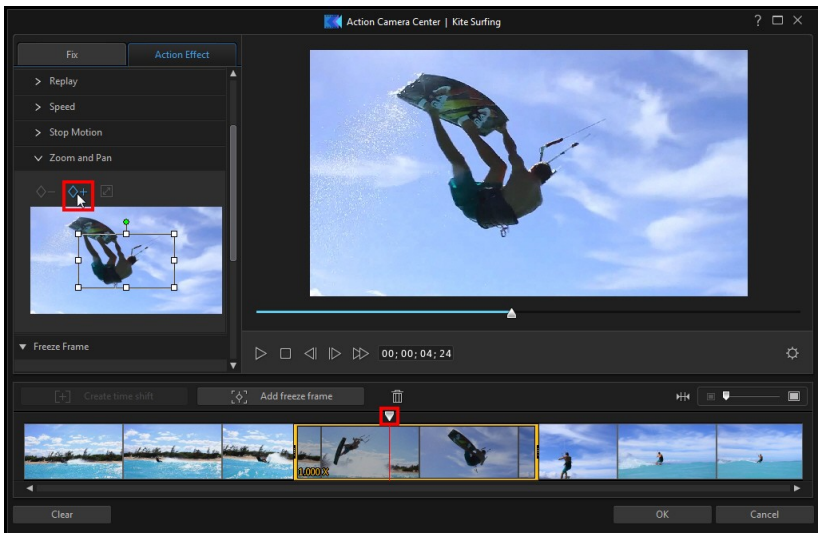 Action Camera Center | Kite Surfing
?
Fix Action Effect
> Replay
> Speed
> Stop Motion
Zoom and Pan
Freeze Frame
00; 00; 04; 24
Create time shift Add freeze frame
1.000 X
Clear OK Cancel